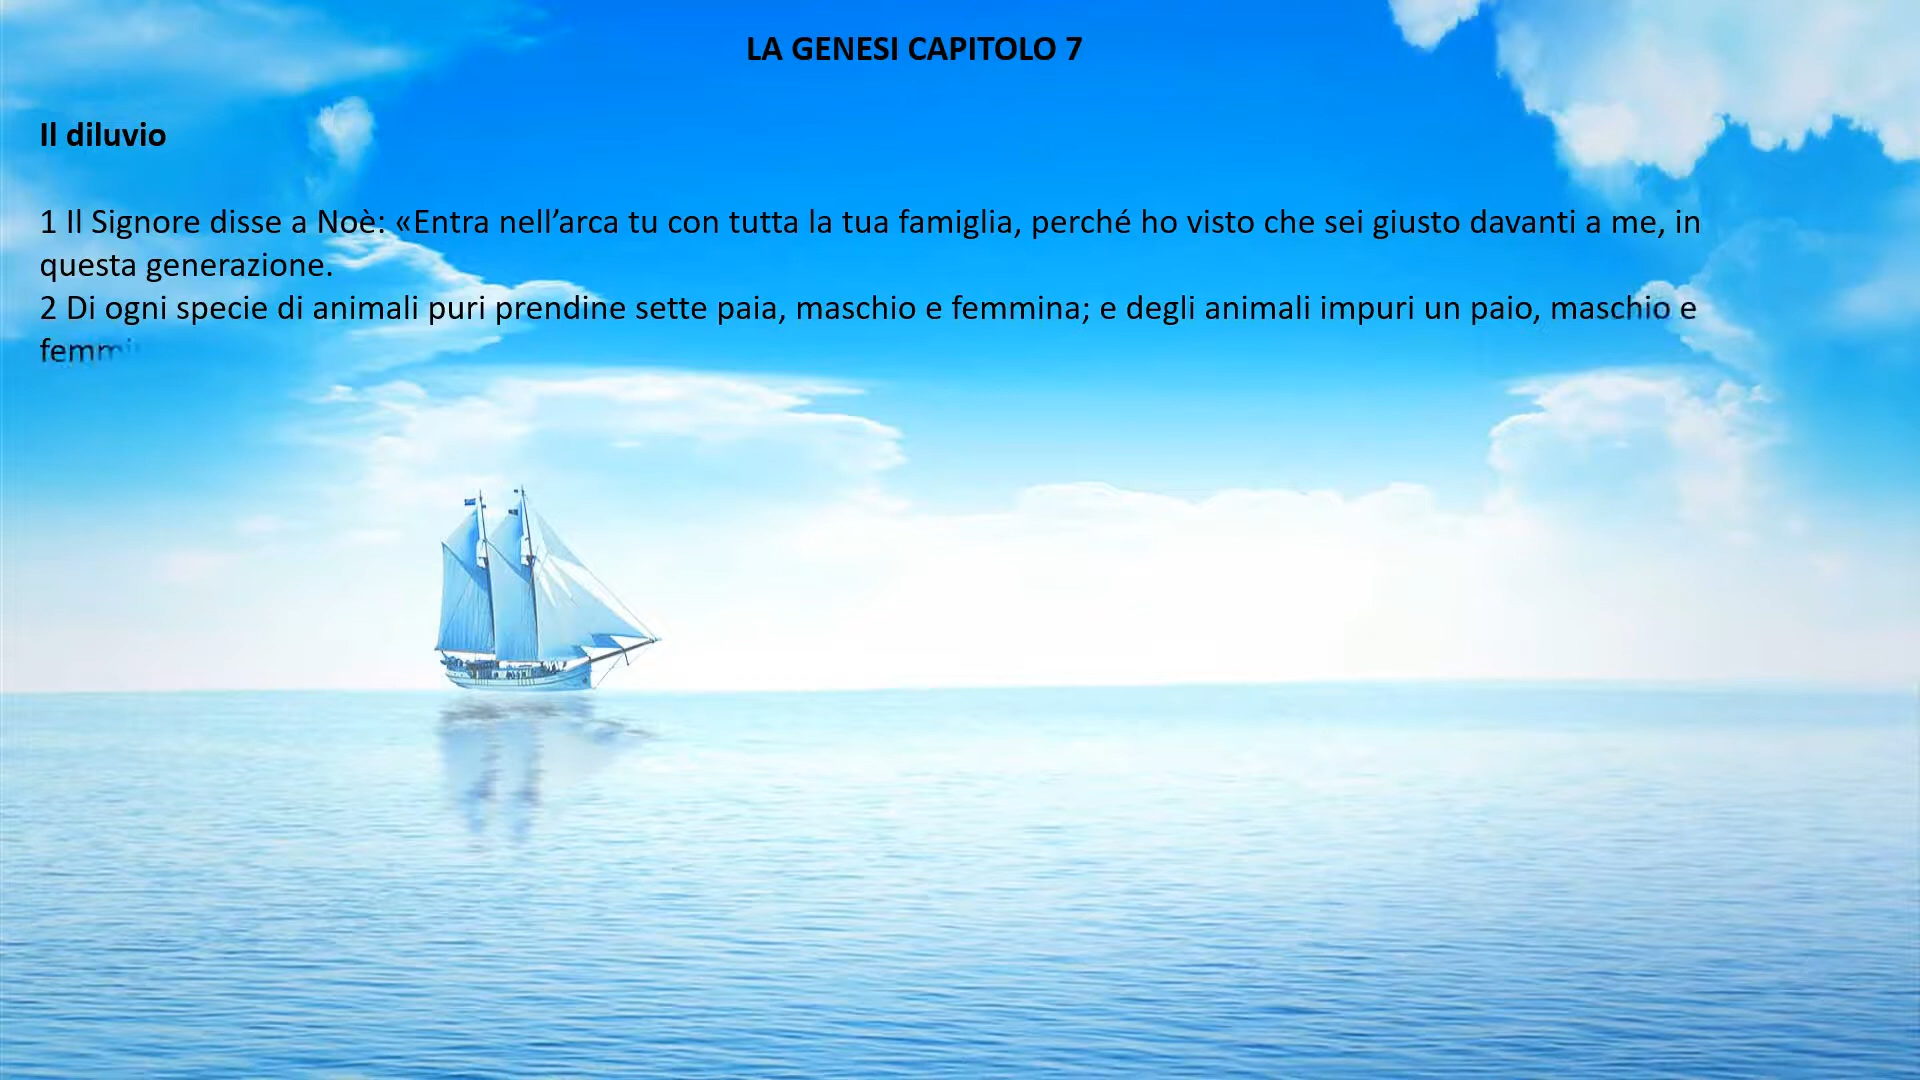 LA GENESI CAPITOLO 7
Il diluvio
1 Il Signore disse a Noè: «Entra nell’arca tu con tutta la tua famiglia, perché ho visto che sei giusto davanti a me, in
questa generazione.
2 Di ogni specie di animali puri prendine sette paia, maschio e femmina; e degli animali impuri un paio, maschio e